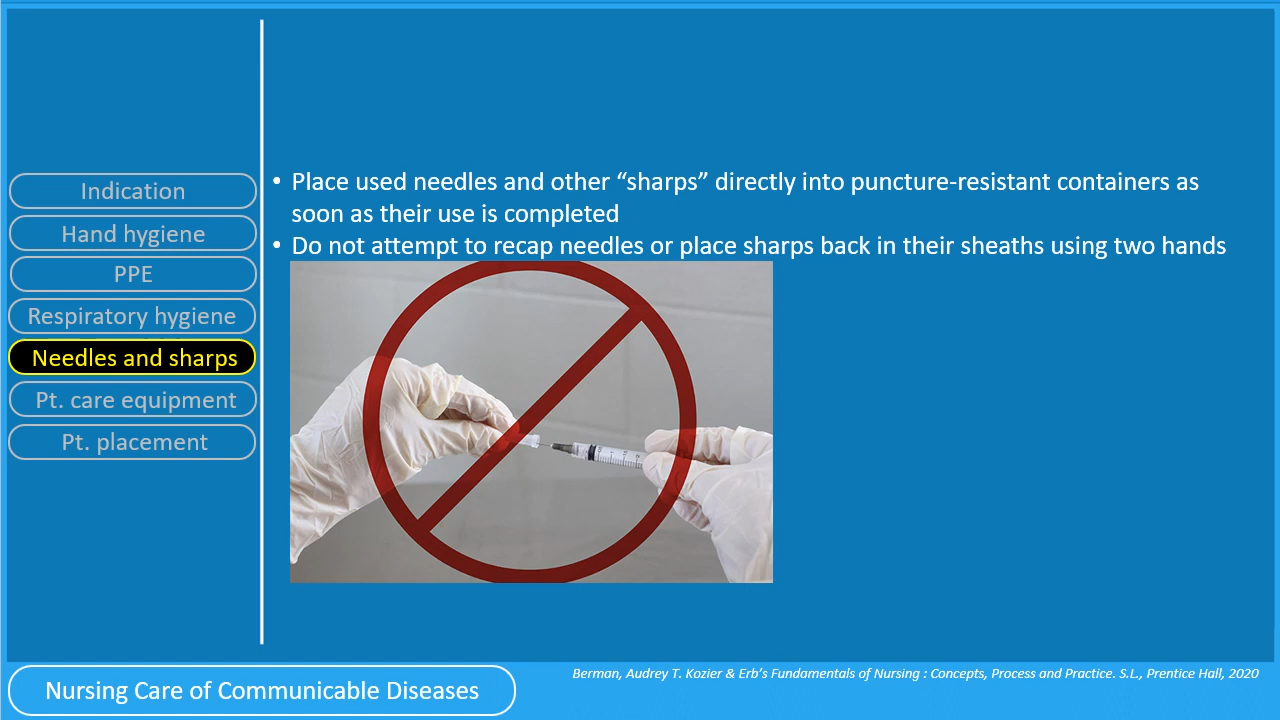 Indication
Hand hygiene
PPE
Respiratory hygiene
Needles and sharps
Pt. care equipment
Pt. placement
• Place used needles and other “sharps” directly into puncture-resistant containers as
soon as their use is completed
• Do not attempt to recap needles or place sharps back in their sheaths using two hands
Berman, Audrey T. Kozier & Erb’s Fundamentals of Nursing : Concepts, Process and Practice. S.L., Prentice Hall, 2020
Nursing Care of Communicable Diseases